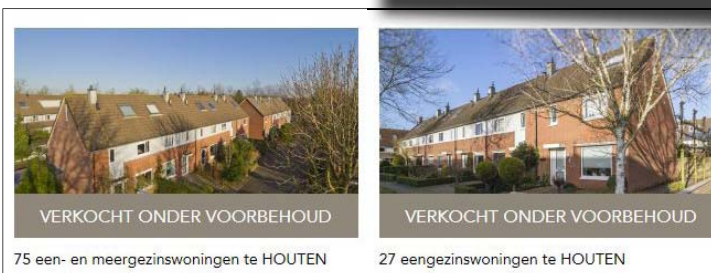 VERKOCHT ONDER VOORBEHOUD
75 een- en meergezinswoningen te HOUTEN
VERKOCHT ONDER VOORBEHOUD
27 eengezinswoningen te HOUTEN